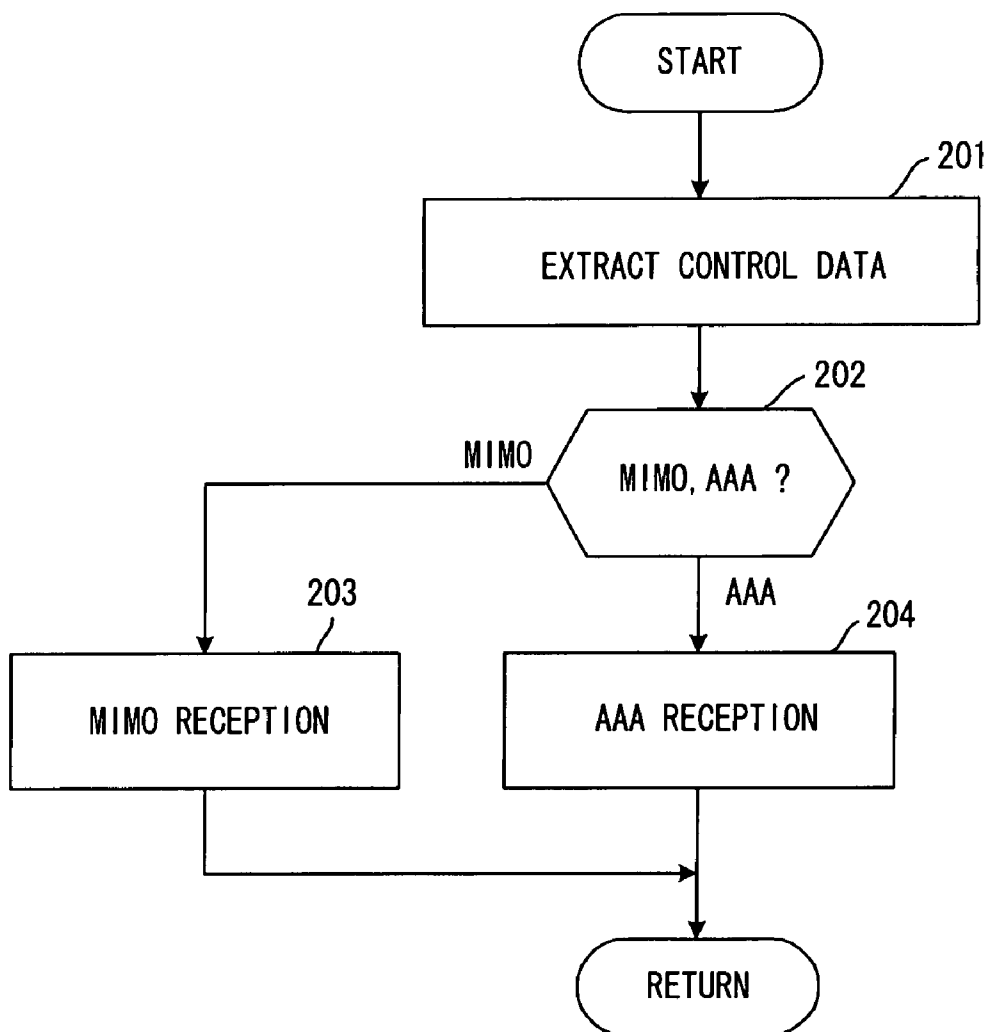 START
201
EXTRACT CONTROL DATA
202
MIMO
MIMO, AAA ?
AAA
203
204
MIMO RECEPTION
AAA RECEPTION
RETURN